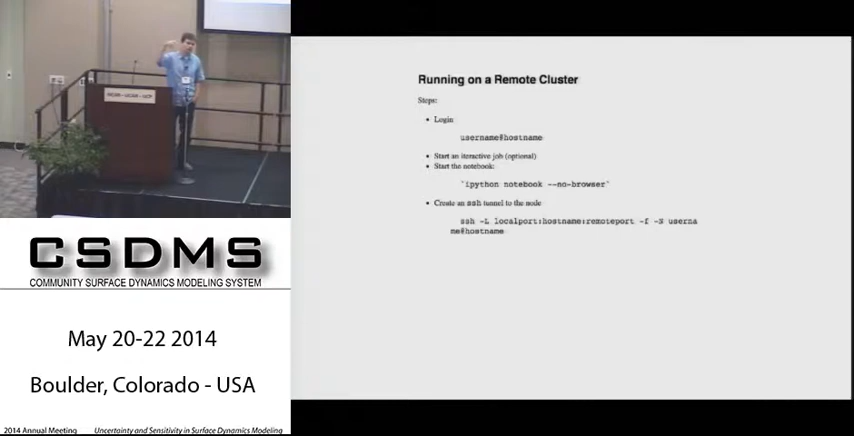 Running on a Remote Cluster
Steps:
Login
username@hostname
Start an iteractive job (optional)
Start the notebook:
`ipython notebook --no-browser`
Create an ssh tunnel to the node
ssh -L localport:hostname:remoteport -f -N userna
me@hostname
CSDMS
COMMUNITY SURFACE DYNAMICS MODELING SYSTEM
May 20-22 2014
Boulder, Colorado - USA
2014 Annual Meeting
Uncertainty and Sensitivity in Surface Dynamics Modeling